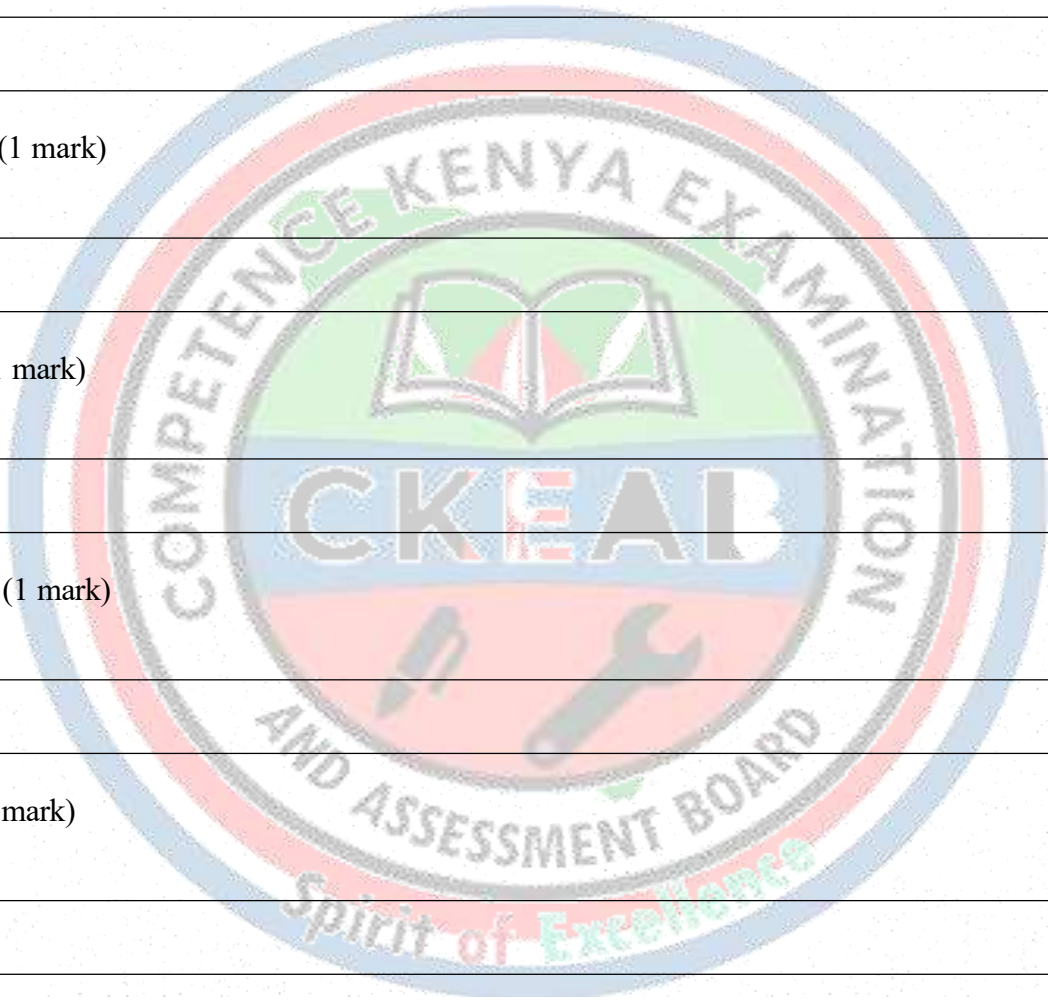 COMPETENCE KENYA EXAMINATION
(1 mark)
mark)
CKEAB
(1 mark)
mark)
AND ASSESSMENT BOARD
Spirit of Excellence